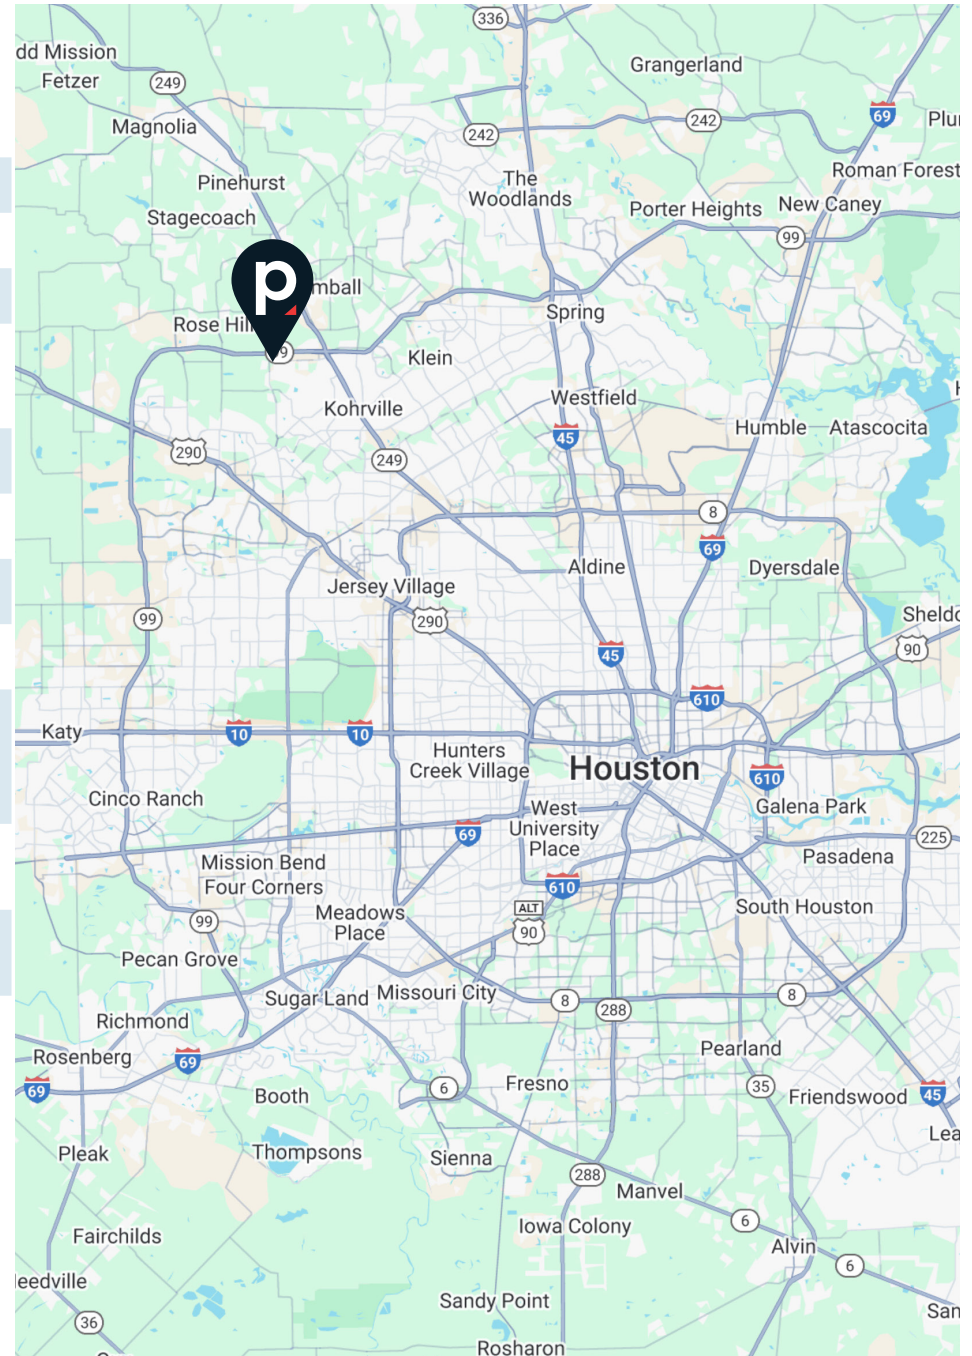 336
dd Mission
Grangerland
Fetzer
249
69
Plu
242
Magnolia
242
Roman Forest
Pinehurst
The
Woodlands
New Caney
Porter Heights
Stagecoach
99
p.
mball
Spring
Rose Hill
9
Klein
Westfield
Kohrville
Humble
Atascocita
H
45
290
249
8
69
Aldine
Dyersdale
Jersey Village
99
290
Sheldo
90
45
610
Katy
10
10
Hunters
Creek Village
Houston
610
Cinco Ranch
West
University
Place
Galena Park
69
225
Mission Bend
Pasadena
Four Corners
610
Meadows
Place
ALT
90
South Houston
99
Pecan Grove
Sugar Land
Missouri City
8
8
288
Richmond
Rosenberg
Pearland
69
69
6
Fresno
35
Friendswood
45
Booth
Lea
Pleak
Thompsons
Sienna
288
Manvel
6
Iowa Colony
Fairchilds
Alvin
6
leedville
Sandy Point
San
36
Rosharon